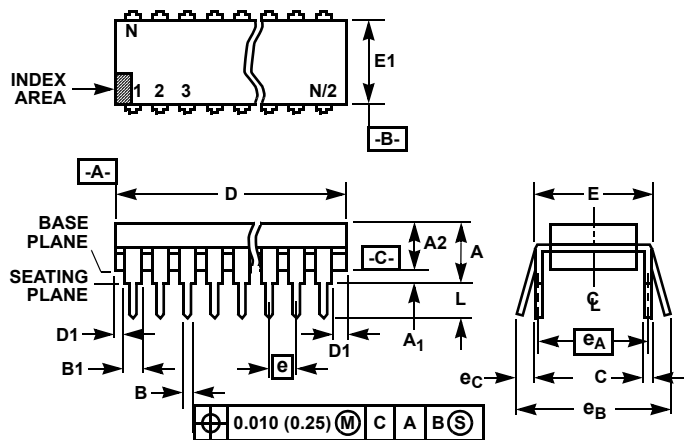 N
E1
INDEX
AREA
1 2 3 N/2
-B-
-A-
D
E
BASE
PLANE
A2
A
-C-
SEATING
PLANE
L
D1
B1
A1
D1
e
B
℄
eA
eC
C
eB
⌖ 0.010 (0.25) Ⓜ C A B Ⓢ